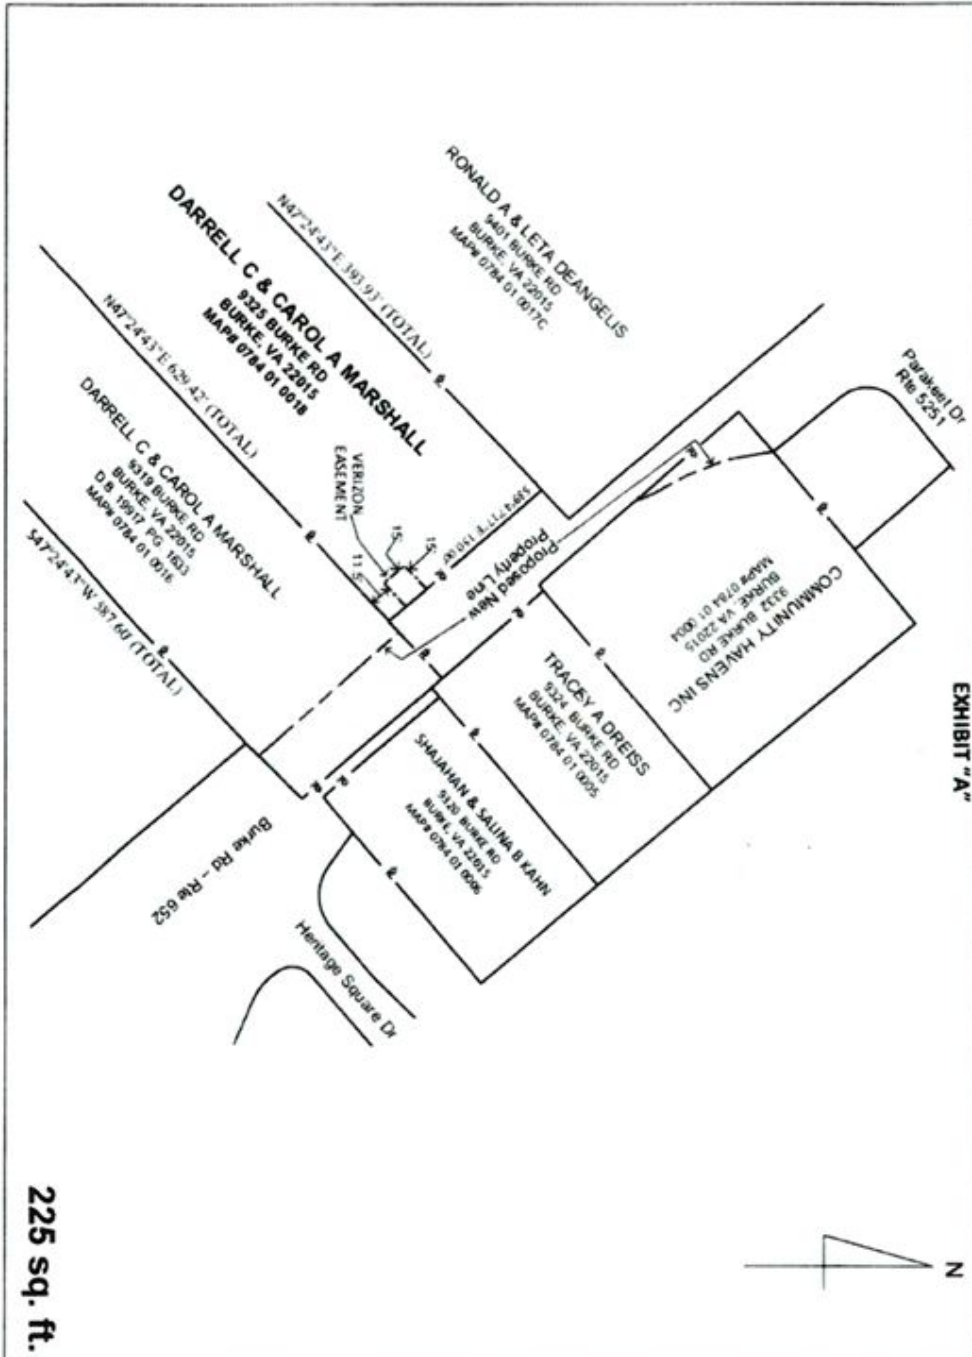 EXHIBIT "A"
N
Parakeet Dr
Rte 5251
RONALD A & LETA DEANGELIS
9401 BURKE RD
BURKE, VA 22015
MAP# 0784 01 0017C
COMMUNITY HAVENS INC
9332 BURKE RD
BURKE, VA 22015
MAP# 0784 01 0004
N47°24'43"E 393.93' (TOTAL)
DARRELL C & CAROL A MARSHALL
9325 BURKE RD
BURKE, VA 22015
MAP# 0784 01 0018
Proposed New
Property Line
TRACEY A DREISS
9324 BURKE RD
BURKE, VA 22015
MAP# 0784 01 0005
15'
15'
11.5'
VERIZON
EASEMENT
N47°24'43"E 629.42' (TOTAL)
SHAJAHAN & SALINA B KAHN
9320 BURKE RD
BURKE, VA 22015
MAP# 0784 01 0006
DARRELL C & CAROL A MARSHALL
9319 BURKE RD
BURKE, VA 22015
D.B. 19917 PG. 1633
MAP# 0784 01 0016
S47°24'43"W 587.60' (TOTAL)
Burke Rd - Rte 652
Heritage Square Dr
225 sq. ft.